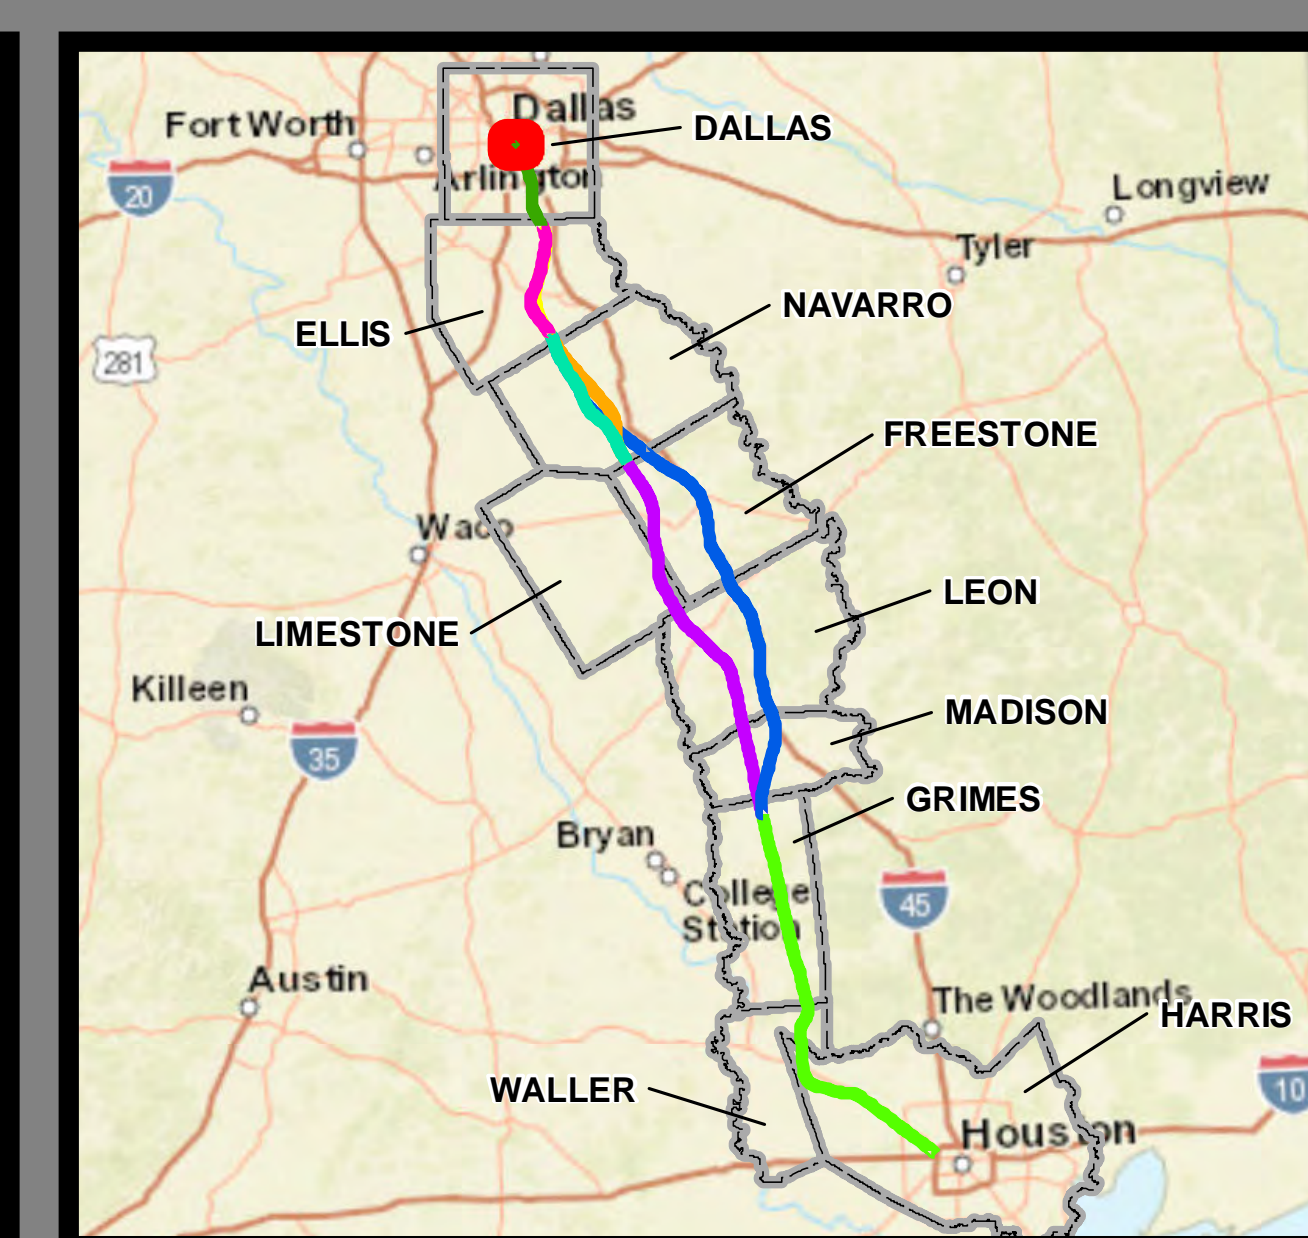 Dallas
Fort Worth
DALLAS
Arlington
20
Longview
Tyler
NAVARRO
ELLIS
281
FREESTONE
Waco
LEON
LIMESTONE
Killeen
MADISON
35
GRIMES
Bryan
College
Station
45
Austin
The Woodlands
HARRIS
10
WALLER
Houston